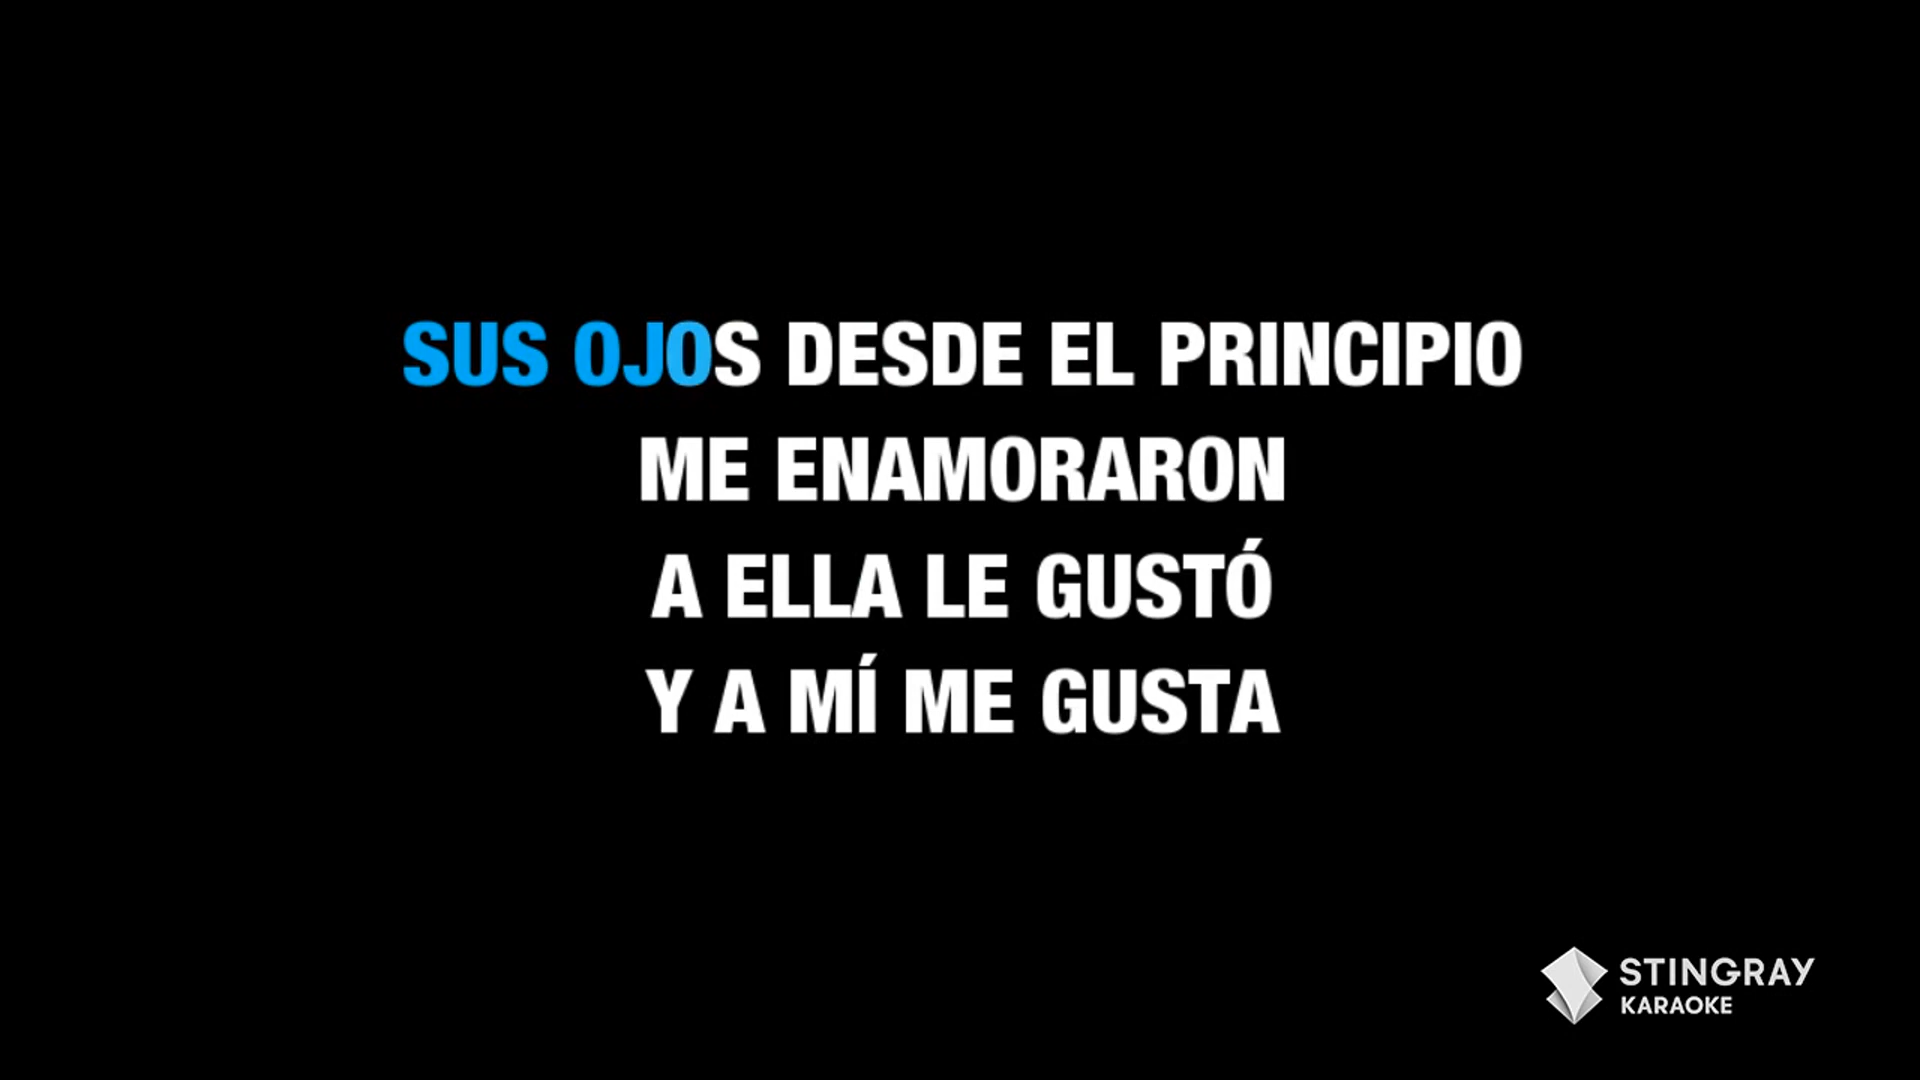 SUS OJOS DESDE EL PRINCIPIO
ME ENAMORARON
A ELLA LE GUSTÓ
Y A MÍ ME GUSTA
STINGRAY
KARAOKE